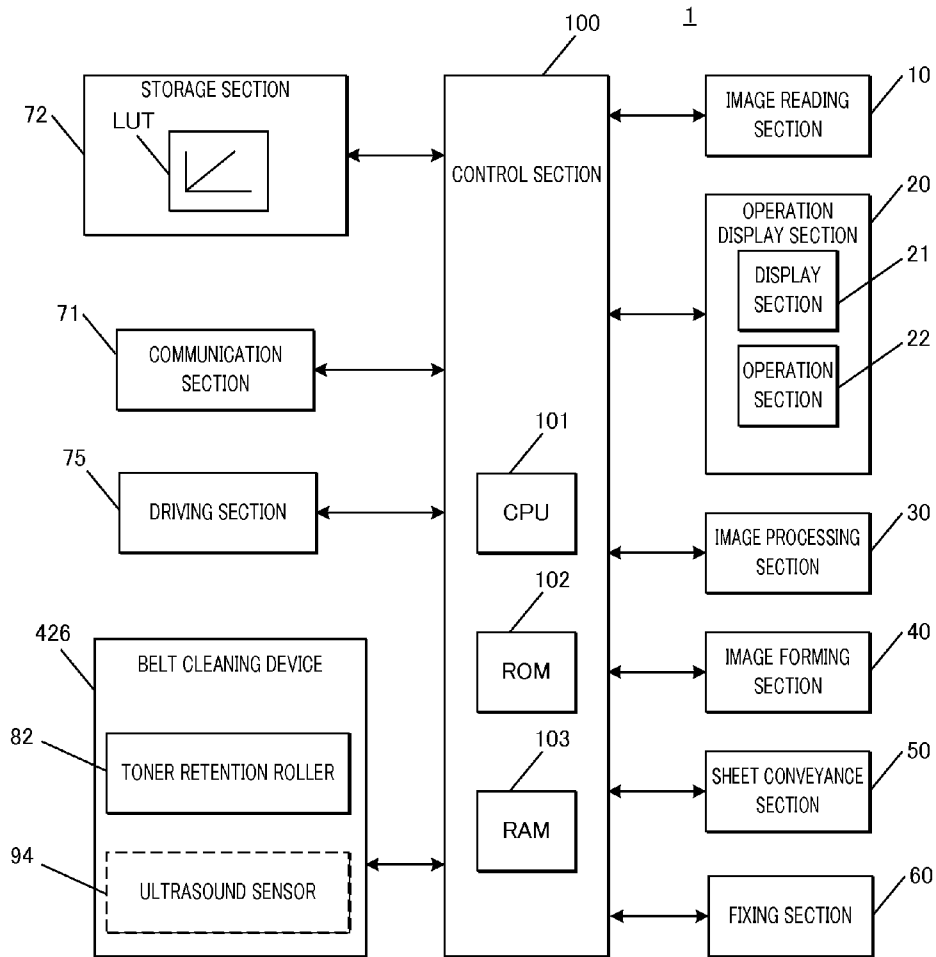 1
100
STORAGE SECTION
LUT
72
CONTROL SECTION
10
IMAGE READING
SECTION
20
OPERATION
DISPLAY SECTION
21
DISPLAY
SECTION
22
OPERATION
SECTION
71
COMMUNICATION
SECTION
75
DRIVING SECTION
101
CPU
30
IMAGE PROCESSING
SECTION
102
ROM
40
IMAGE FORMING
SECTION
426
BELT CLEANING DEVICE
82
TONER RETENTION ROLLER
103
RAM
50
SHEET CONVEYANCE
SECTION
94
ULTRASOUND SENSOR
60
FIXING SECTION